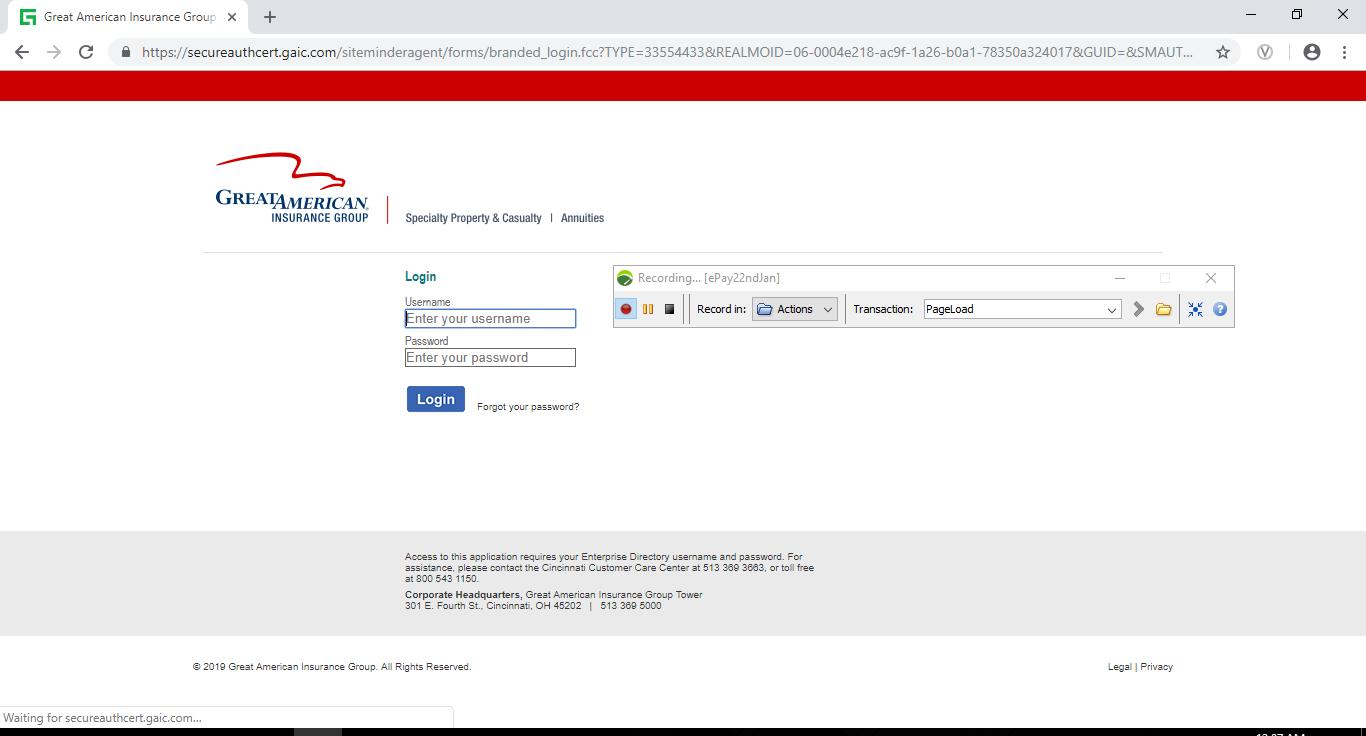 Great American Insurance Group
https://secureauthcert.gaic.com/siteminderagent/forms/branded_login.fcc?TYPE=33554433&REALMOID=06-0004e218-ac9f-1a26-b0a1-78350a324017&GUID=&SMAUT...
GREATAMERICAN®
INSURANCE GROUP
Specialty Property & Casualty | Annuities
Login
Recording... [ePay22ndJan]
Username
Enter your username
Record in: Actions Transaction: PageLoad
Password
Enter your password
Login Forgot your password?
Access to this application requires your Enterprise Directory username and password. For
assistance, please contact the Cincinnati Customer Care Center at 513 369 3663, or toll free
at 800 543 1150.
Corporate Headquarters, Great American Insurance Group Tower
301 E. Fourth St., Cincinnati, OH 45202 | 513 369 5000
© 2019 Great American Insurance Group. All Rights Reserved. Legal | Privacy
Waiting for secureauthcert.gaic.com...